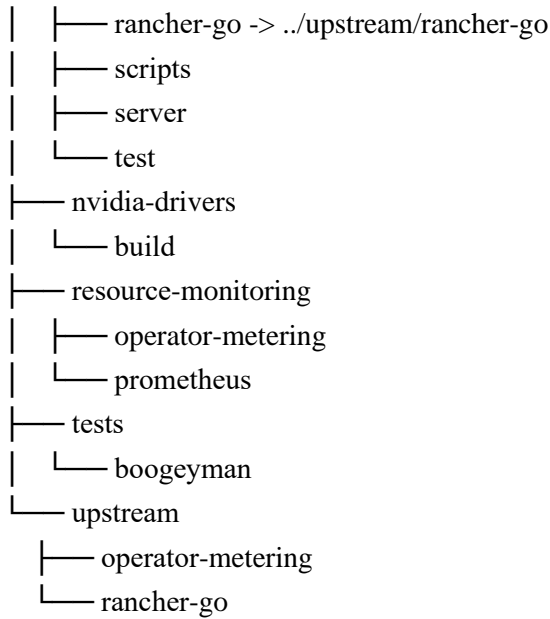 │   ├── rancher-go -> ../upstream/rancher-go
│   ├── scripts
│   ├── server
│   └── test
├── nvidia-drivers
│   └── build
├── resource-monitoring
│   ├── operator-metering
│   └── prometheus
├── tests
│   └── boogeyman
└── upstream
    ├── operator-metering
    └── rancher-go